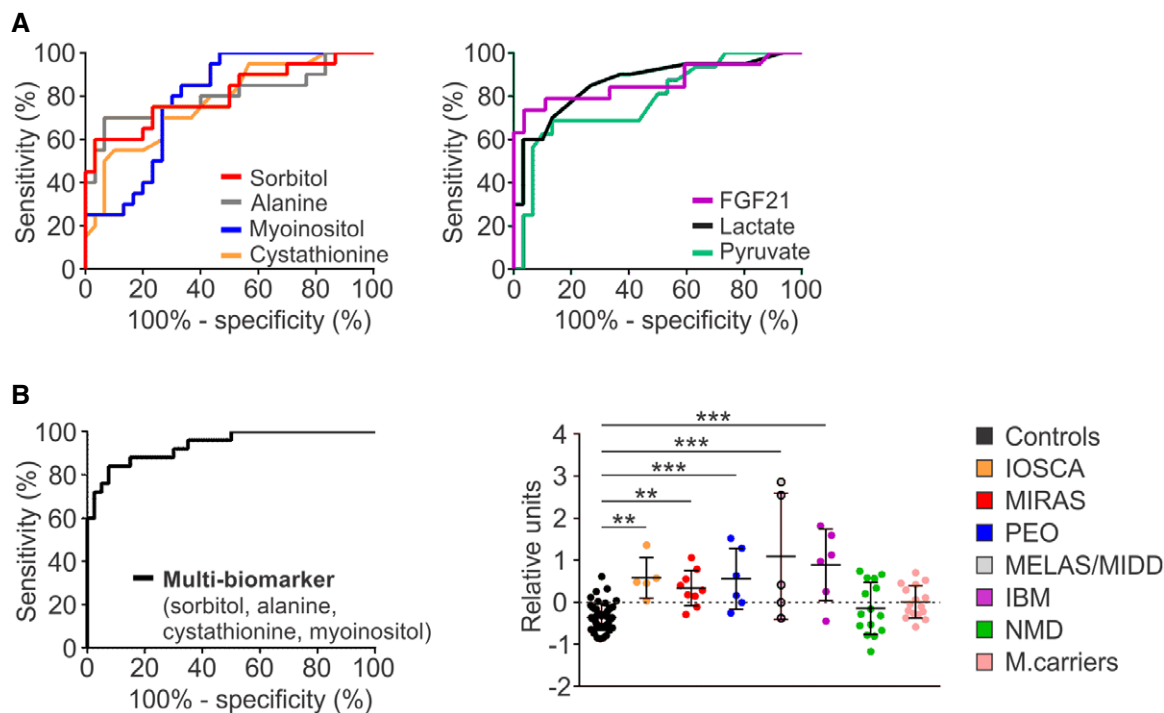 A
100
80
60
40
20
0
Sensitivity (%)
0 20 40 60 80 100
100% - specificity (%)
Sorbitol
Alanine
Myoinositol
Cystathionine
100
80
60
40
20
0
Sensitivity (%)
0 20 40 60 80 100
100% - specificity (%)
FGF21
Lactate
Pyruvate
B
100
80
60
40
20
0
Sensitivity (%)
0 20 40 60 80 100
100% - specificity (%)
Multi-biomarker
(sorbitol, alanine,
cystathionine, myoinositol)
4
3
2
1
0
-1
-2
Relative units
***
***
***
**
**
Controls
IOSCA
MIRAS
PEO
MELAS/MIDD
IBM
NMD
M.carriers